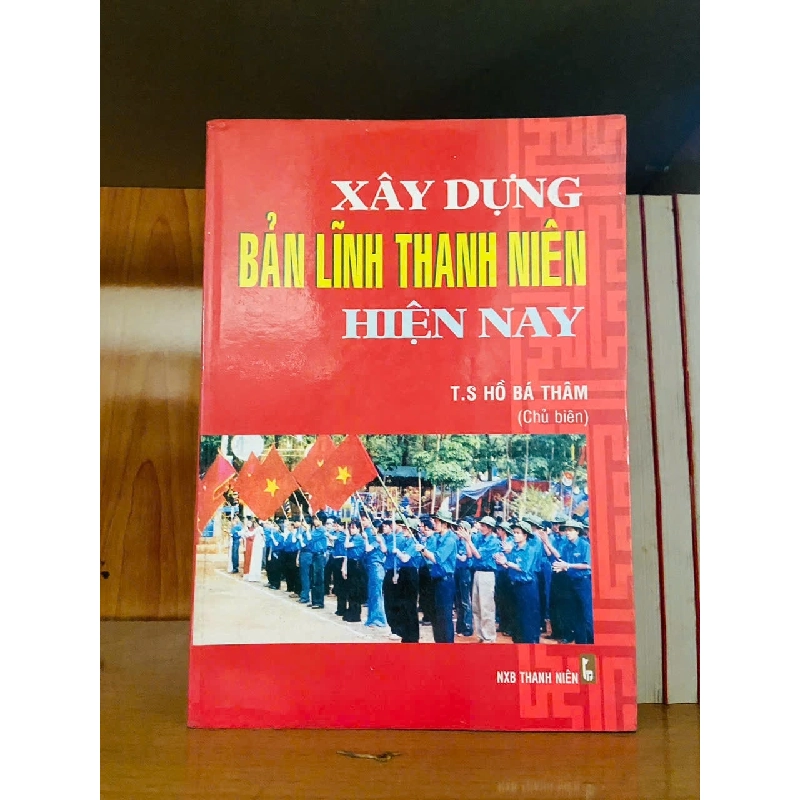 XÂY DỰNG
BẢN LĨNH THANH NIÊN
HIỆN NAY
T.S HỒ BÁ THÂM
(Chủ biên)
NXB THANH NIÊN